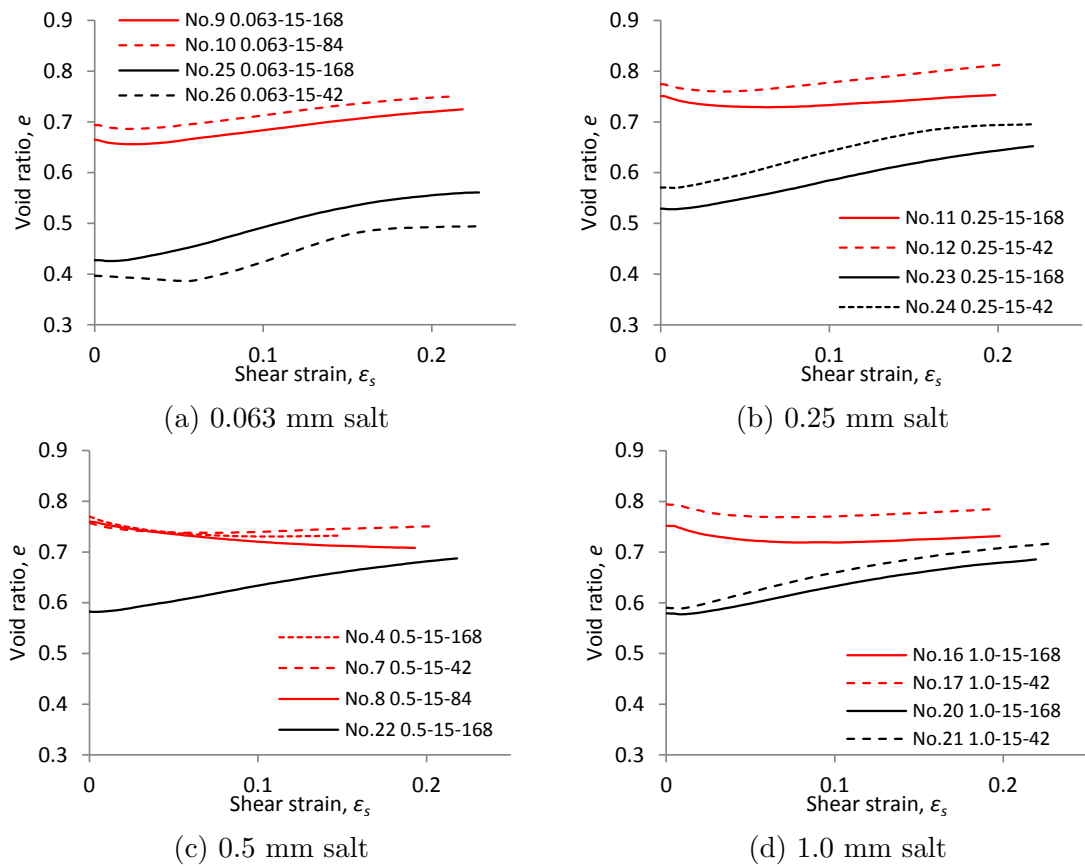 0.9
0.8
0.7
0.6
0.5
0.4
0.3
Void ratio, e
No.9 0.063-15-168
No.10 0.063-15-84
No.25 0.063-15-168
No.26 0.063-15-42
0 0.1 0.2
Shear strain, εs
(a) 0.063 mm salt
0.9
0.8
0.7
0.6
0.5
0.4
0.3
Void ratio, e
No.11 0.25-15-168
No.12 0.25-15-42
No.23 0.25-15-168
No.24 0.25-15-42
0 0.1 0.2
Shear strain, εs
(b) 0.25 mm salt
0.9
0.8
0.7
0.6
0.5
0.4
0.3
Void ratio, e
No.4 0.5-15-168
No.7 0.5-15-42
No.8 0.5-15-84
No.22 0.5-15-168
0 0.1 0.2
Shear strain, εs
(c) 0.5 mm salt
0.9
0.8
0.7
0.6
0.5
0.4
0.3
Void ratio, e
No.16 1.0-15-168
No.17 1.0-15-42
No.20 1.0-15-168
No.21 1.0-15-42
0 0.1 0.2
Shear strain, εs
(d) 1.0 mm salt